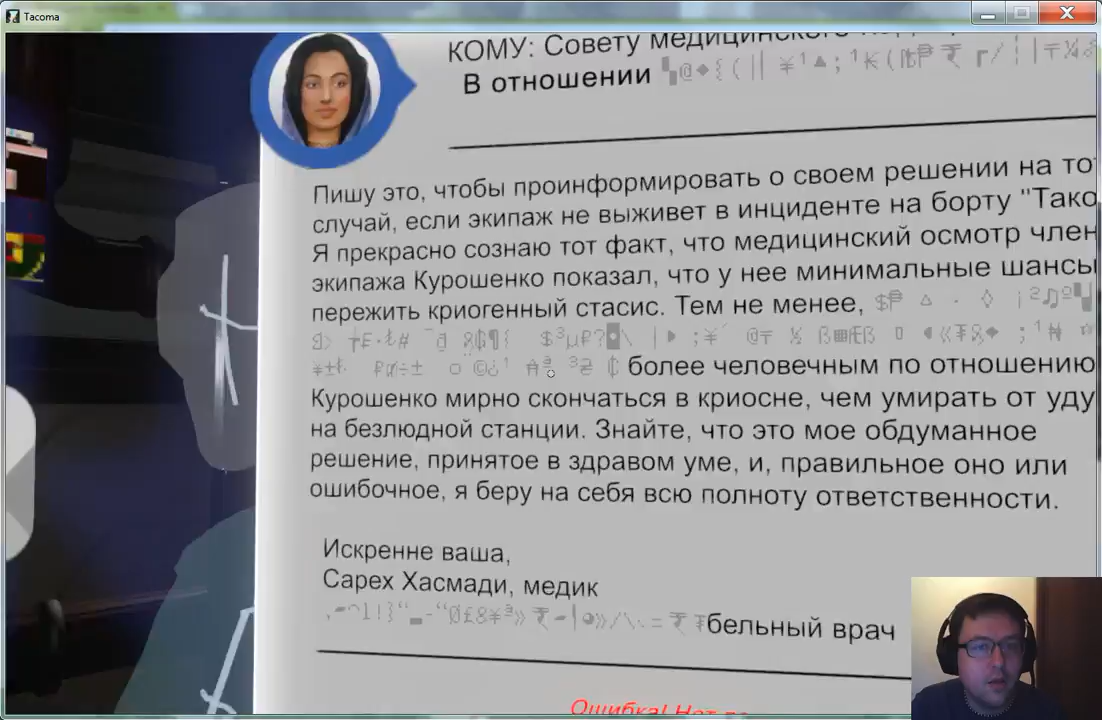 Tacoma
КОМУ: Совету медицинского
В отношении
Пишу это, чтобы проинформировать о своем решении на то
случай, если экипаж не выживет в инциденте на борту "Тако
Я прекрасно сознаю тот факт, что медицинский осмотр член
экипажа Курошенко показал, что у нее минимальные шансы
пережить криогенный стасис. Тем не менее,
более человечным по отношению
Курошенко мирно скончаться в криосне, чем умирать от уду
на безлюдной станции. Знайте, что это мое обдуманное
решение, принятое в здравом уме, и, правильное оно или
ошибочное, я беру на себя всю полноту ответственности.
Искренне ваша,
Сарех Хасмади, медик
бельный врач
Ошибка! Нет